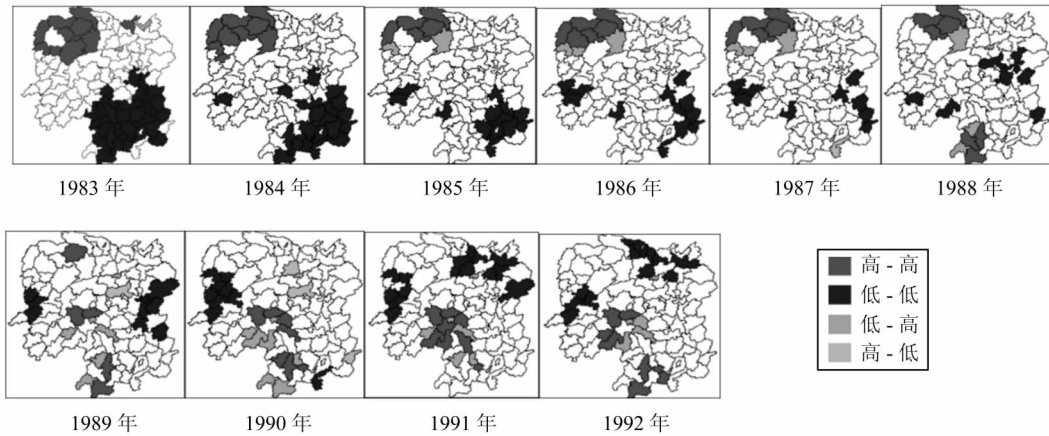 1983 年
1984 年
1985 年
1986 年
1987 年
1988 年
1989 年
1990 年
1991 年
1992 年
高 - 高
低 - 低
低 - 高
高 - 低